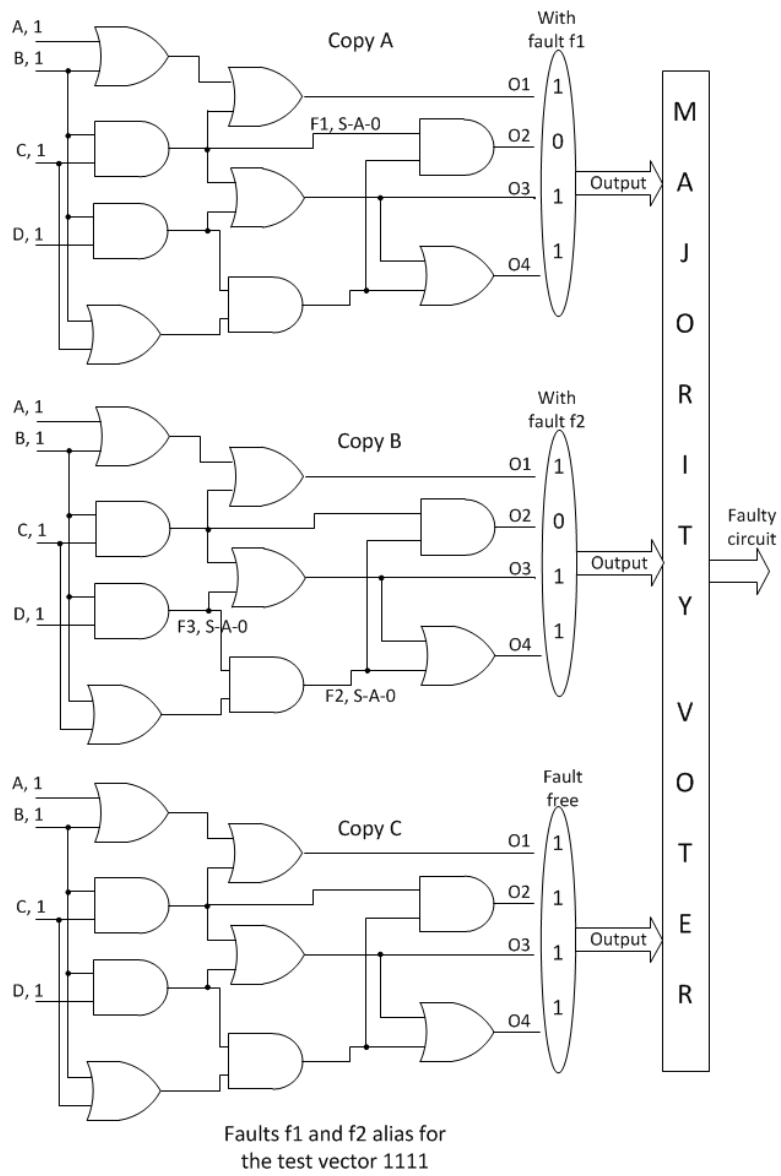 With
fault f1
A, 1
B, 1
Copy A
O1
1
F1, S-A-0
O2
0
C, 1
O3
1
Output
D, 1
O4
1
With
fault f2
A, 1
B, 1
Copy B
O1
1
O2
0
C, 1
O3
1
Output
D, 1
F3, S-A-0
O4
1
F2, S-A-0
Fault
free
A, 1
B, 1
Copy C
O1
1
O2
1
C, 1
O3
1
Output
D, 1
O4
1
MAJORITY VOTER
Faulty
circuit
Faults f1 and f2 alias for
the test vector 1111